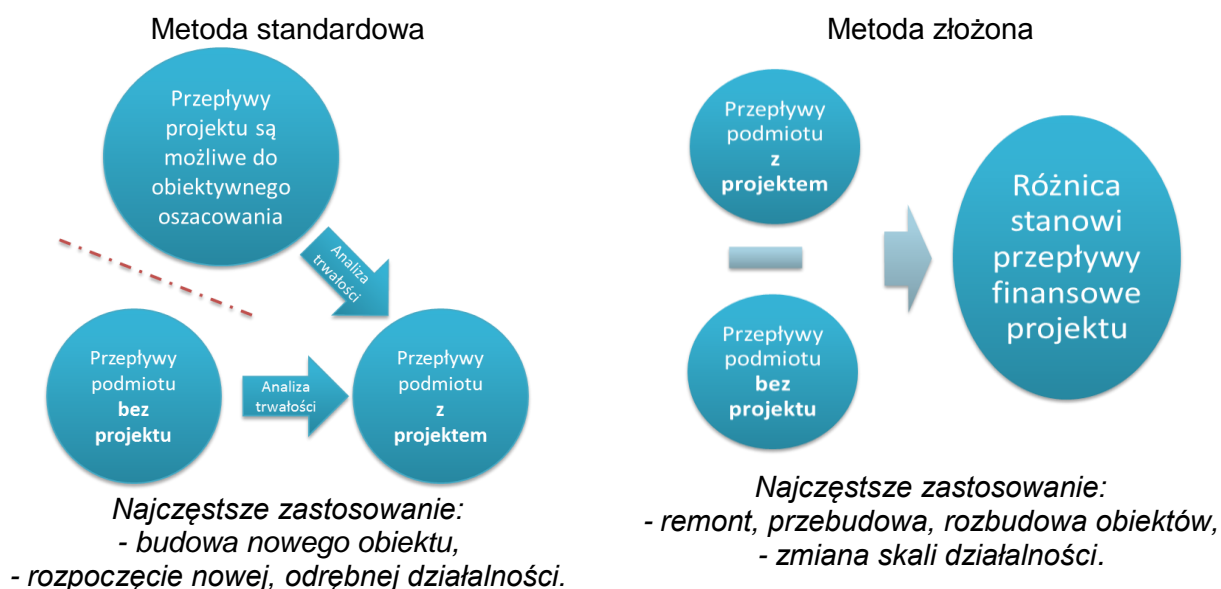 Metoda standardowa
Przepływy
projektu są
możliwe do
obiektywnego
oszacowania
Analiza
trwałości
Przepływy
podmiotu
bez
projektu
Analiza
trwałości
Przepływy
podmiotu
z
projektem
Najczęstsze zastosowanie:
- budowa nowego obiektu,
- rozpoczęcie nowej, odrębnej działalności.
Metoda złożona
Przepływy
podmiotu
z
projektem
Przepływy
podmiotu
bez
projektu
Różnica
stanowi
przepływy
finansowe
projektu
Najczęstsze zastosowanie:
- remont, przebudowa, rozbudowa obiektów,
- zmiana skali działalności.